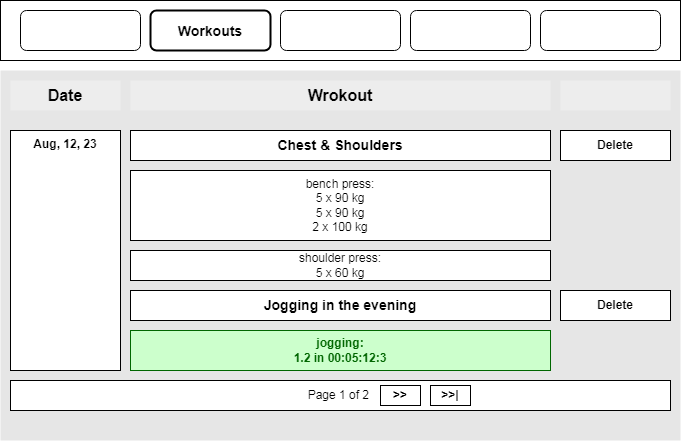 Workouts
Date
Wrokout
Aug, 12, 23
Chest & Shoulders
Delete
bench press:
5 x 90 kg
5 x 90 kg
2 x 100 kg
shoulder press:
5 x 60 kg
Jogging in the evening
Delete
jogging:
1.2 in 00:05:12:3
Page 1 of 2
>>
>>|